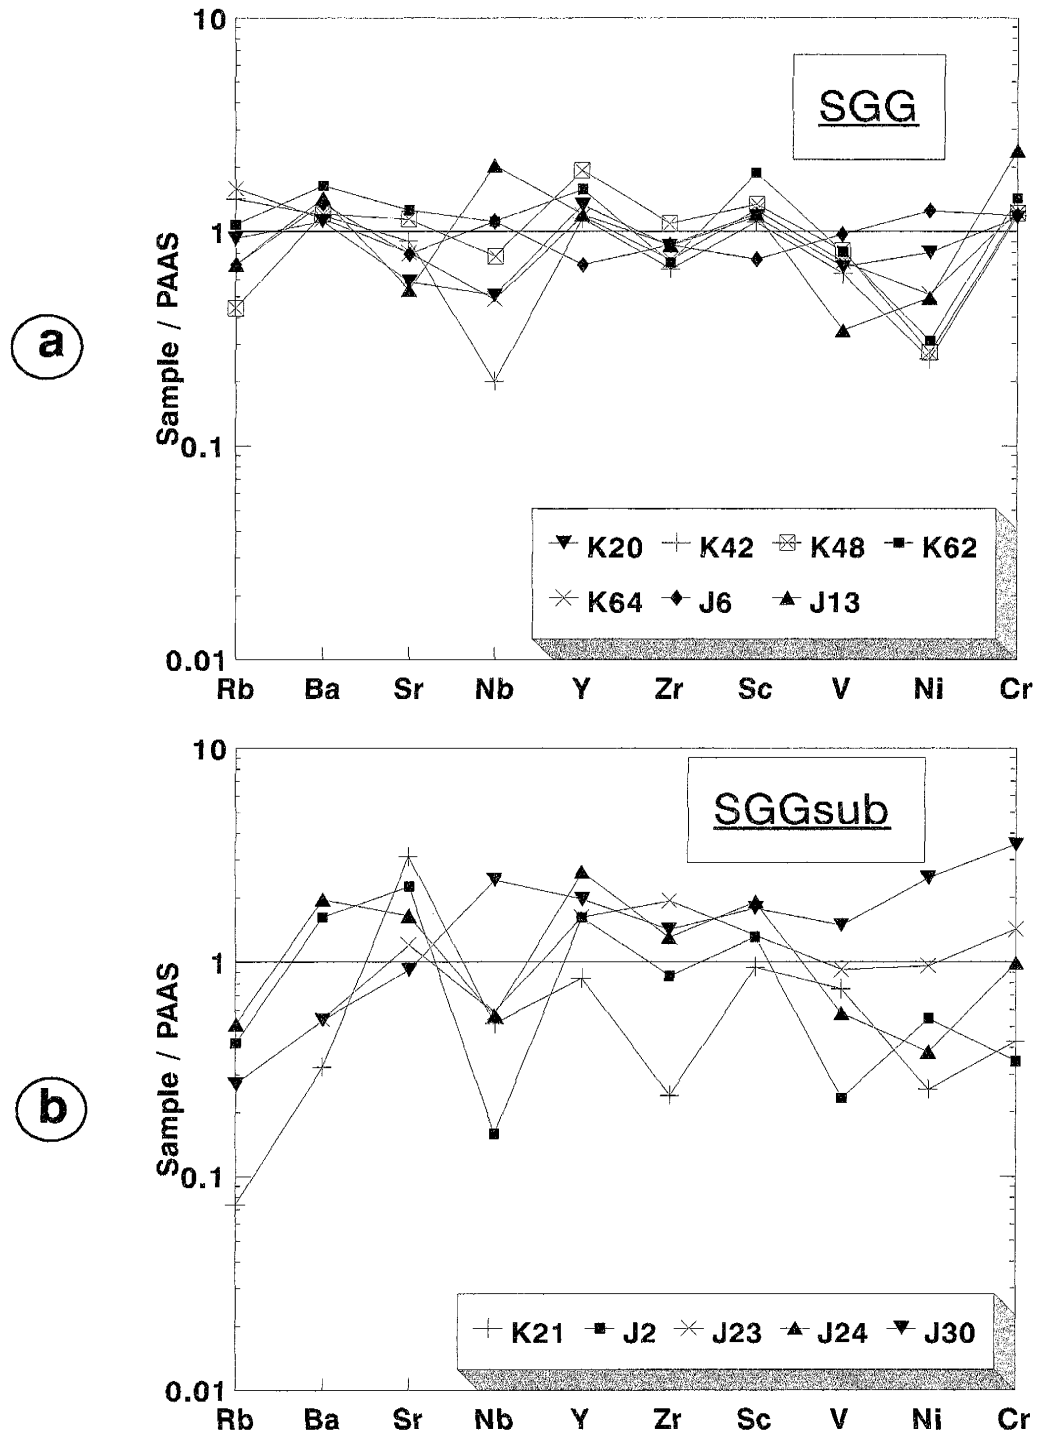 10
SGG
1
Sample / PAAS
a
0.1
K20 K42 K48 K62
K64 J6 J13
0.01
Rb Ba Sr Nb Y Zr Sc V Ni Cr
10
SGGsub
1
Sample / PAAS
b
0.1
K21 J2 J23 J24 J30
0.01
Rb Ba Sr Nb Y Zr Sc V Ni Cr